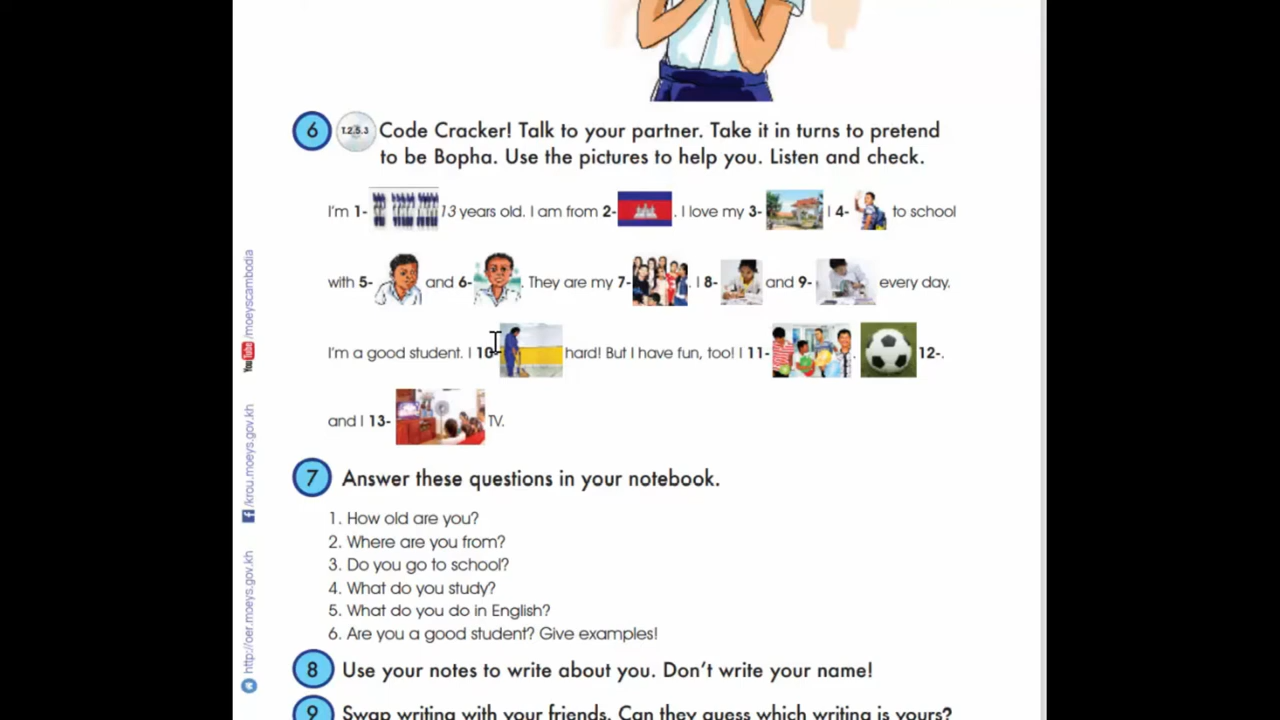 6 1.2.5.3 Code Cracker! Talk to your partner. Take it in turns to pretend
to be Bopha. Use the pictures to help you. Listen and check.
I'm 1- 13 years old. I am from 2- . I love my 3- I 4- to school
with 5- and 6- . They are my 7- . I 8- and 9- every day.
I'm a good student. I 10- hard! But I have fun, too! I 11- . 12-.
and I 13- TV.
7 Answer these questions in your notebook.
1. How old are you?
2. Where are you from?
3. Do you go to school?
4. What do you study?
5. What do you do in English?
6. Are you a good student? Give examples!
8 Use your notes to write about you. Don't write your name!
9 Swap writing with your friends. Can they guess which writing is yours?
YouTube /moeyscambodia
f /krou.moeys.gov.kh
http://oer.moeys.gov.kh